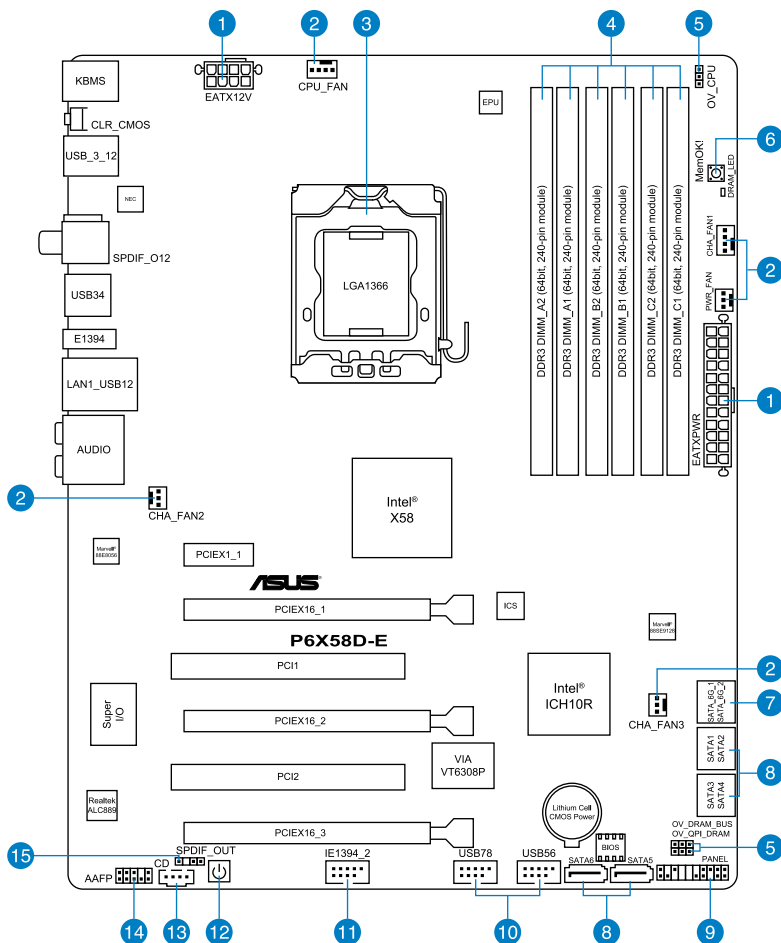 1
2
3
4
5
KBMS
EATX12V
CPU_FAN
EPU
OV_CPU
CLR_CMOS
6
MemOK!
DRAM_LED
USB_3_12
NEC
SPDIF_O12
LGA1366
DDR3 DIMM_A2 (64bit, 240-pin module)
DDR3 DIMM_A1 (64bit, 240-pin module)
DDR3 DIMM_B2 (64bit, 240-pin module)
DDR3 DIMM_B1 (64bit, 240-pin module)
DDR3 DIMM_C2 (64bit, 240-pin module)
DDR3 DIMM_C1 (64bit, 240-pin module)
CHA_FAN1
2
PWR_FAN
USB34
E1394
LAN1_USB12
EATXPWR
1
AUDIO
2
CHA_FAN2
Intel®
X58
Marvell®
88E8056
PCIEX1_1
ASUS
PCIEX16_1
ICS
P6X58D-E
Marvell®
88SE9128
PCI1
Intel®
ICH10R
2
CHA_FAN3
SATA_6G_1
SATA_6G_2
7
Super
I/O
PCIEX16_2
VIA
VT6308P
SATA1
SATA2
8
PCI2
SATA3
SATA4
Realtek
ALC889
Lithium Cell
CMOS Power
PCIEX16_3
BIOS
OV_DRAM_BUS
OV_QPI_DRAM
5
15
SPDIF_OUT
CD
AAFP
IE1394_2
USB78
USB56
SATA6
SATA5
PANEL
14
13
12
11
10
8
9